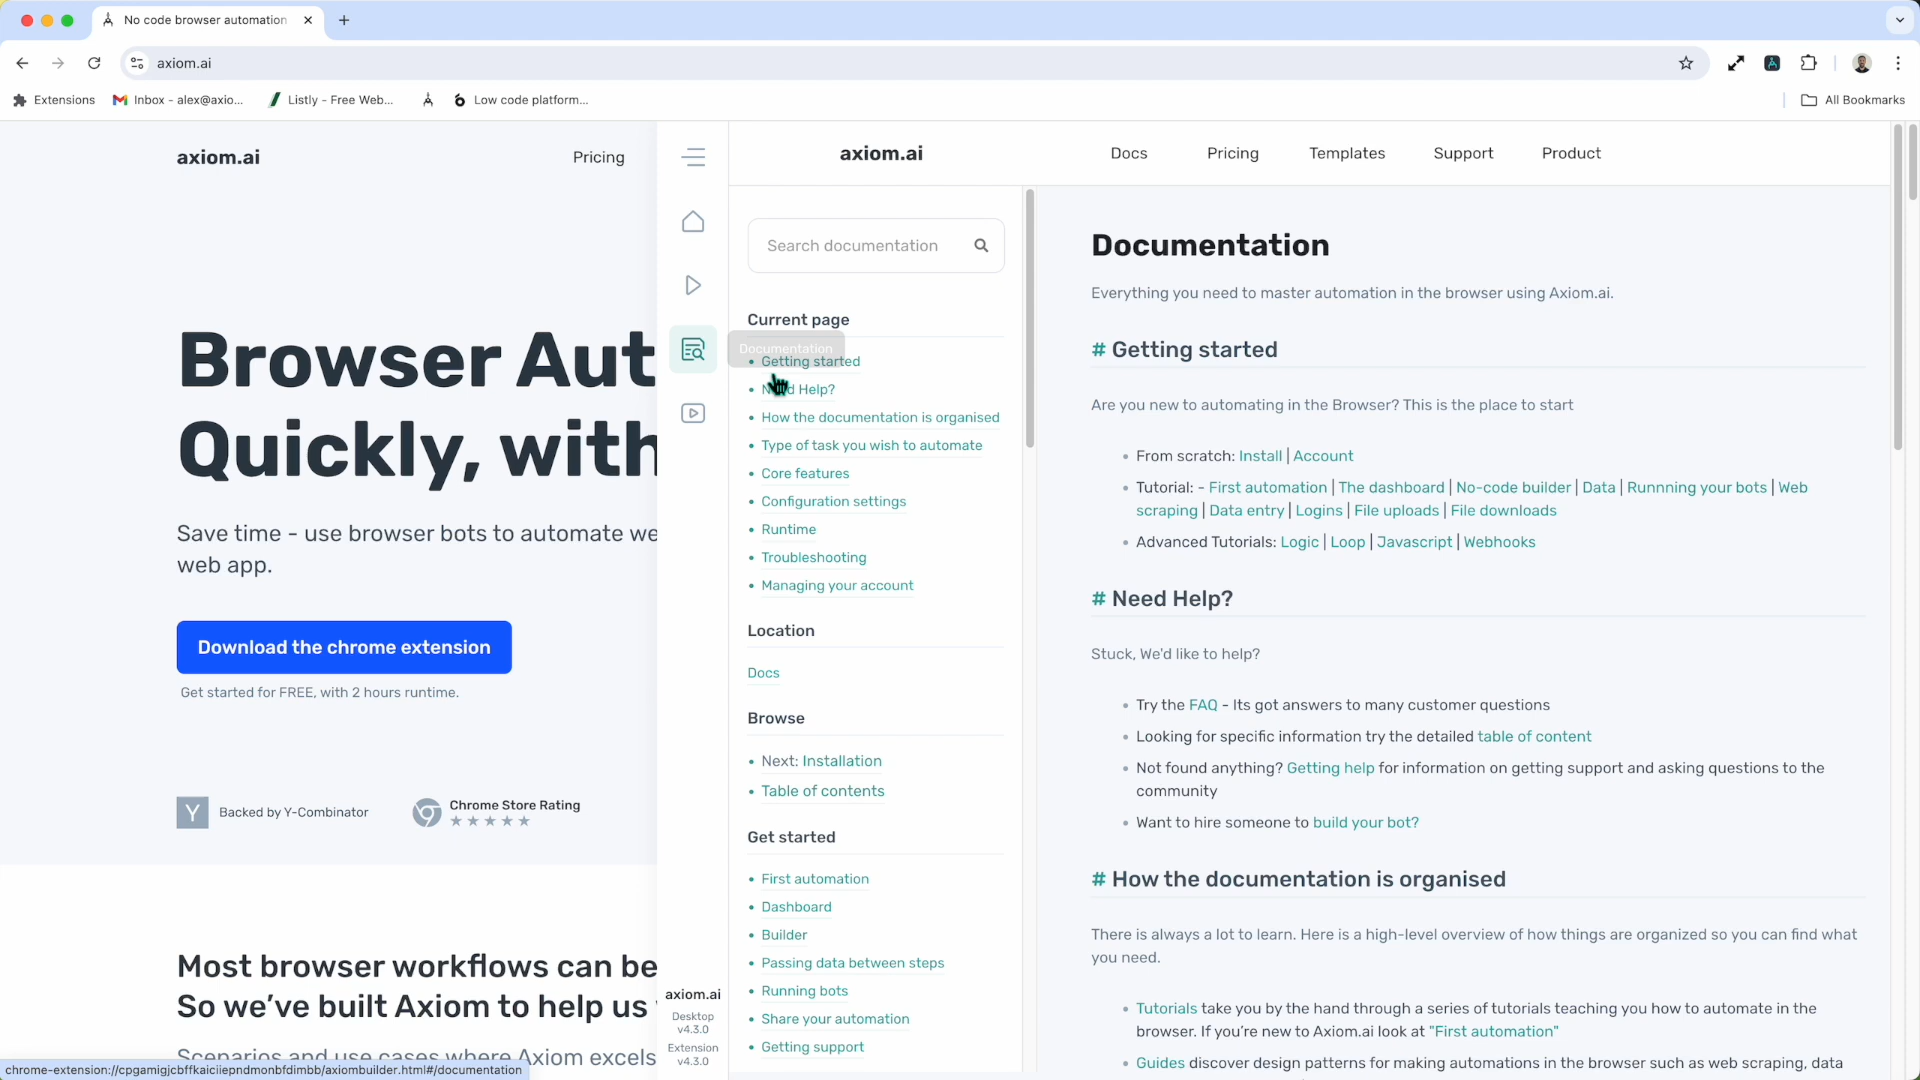 No code browser automation
axiom.ai
Extensions
Inbox - alex@axio...
Listly - Free Web...
Low code platform...
All Bookmarks
axiom.ai
Pricing
Browser Aut
Quickly, with
Save time - use browser bots to automate we
web app.
Download the chrome extension
Get started for FREE, with 2 hours runtime.
Y
Backed by Y-Combinator
Chrome Store Rating
Most browser workflows can be
So we've built Axiom to help us
Scenarios and use cases where Axiom excels
chrome-extension://cpgamigjcbffkaiciiepndmonbfdimbb/axiombuilder.html#/documentation
axiom.ai
Desktop
v4.3.0
Extension
v4.3.0
axiom.ai
Docs
Pricing
Templates
Support
Product
Search documentation
Current page
Documentation
Getting started
Need Help?
How the documentation is organised
Type of task you wish to automate
Core features
Configuration settings
Runtime
Troubleshooting
Managing your account
Location
Docs
Browse
Next: Installation
Table of contents
Get started
First automation
Dashboard
Builder
Passing data between steps
Running bots
Share your automation
Getting support
Documentation
Everything you need to master automation in the browser using Axiom.ai.
# Getting started
Are you new to automating in the Browser? This is the place to start
From scratch: Install | Account
Tutorial: - First automation | The dashboard | No-code builder | Data | Runnning your bots | Web
scraping | Data entry | Logins | File uploads | File downloads
Advanced Tutorials: Logic | Loop | Javascript | Webhooks
# Need Help?
Stuck, We'd like to help?
Try the FAQ - Its got answers to many customer questions
Looking for specific information try the detailed table of content
Not found anything? Getting help for information on getting support and asking questions to the
community
Want to hire someone to build your bot?
# How the documentation is organised
There is always a lot to learn. Here is a high-level overview of how things are organized so you can find what
you need.
Tutorials take you by the hand through a series of tutorials teaching you how to automate in the
browser. If you're new to Axiom.ai look at "First automation"
Guides discover design patterns for making automations in the browser such as web scraping, data